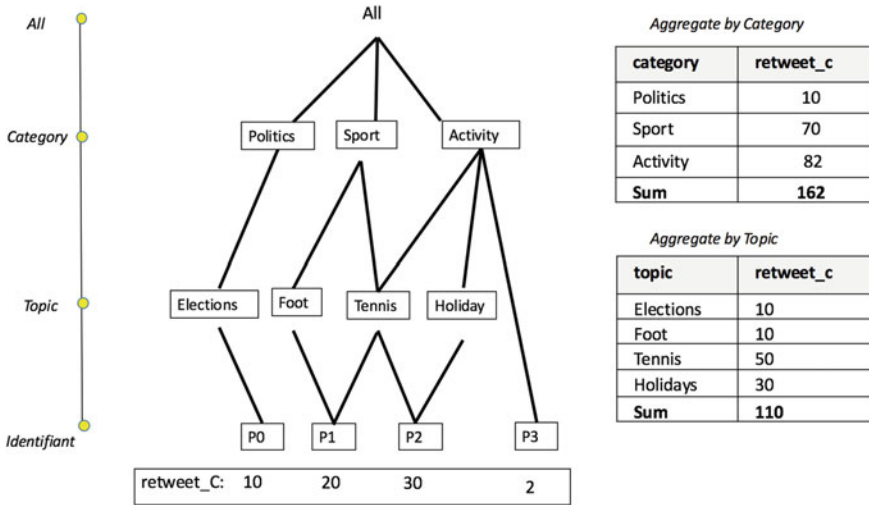 All
Category
Topic
Identifiant
All
Politics
Sport
Activity
Elections
Foot
Tennis
Holiday
P0
P1
P2
P3
retweet_C: 10 20 30 2
Aggregate by Category
category retweet_c
Politics 10
Sport 70
Activity 82
Sum 162
Aggregate by Topic
topic retweet_c
Elections 10
Foot 10
Tennis 50
Holidays 30
Sum 110